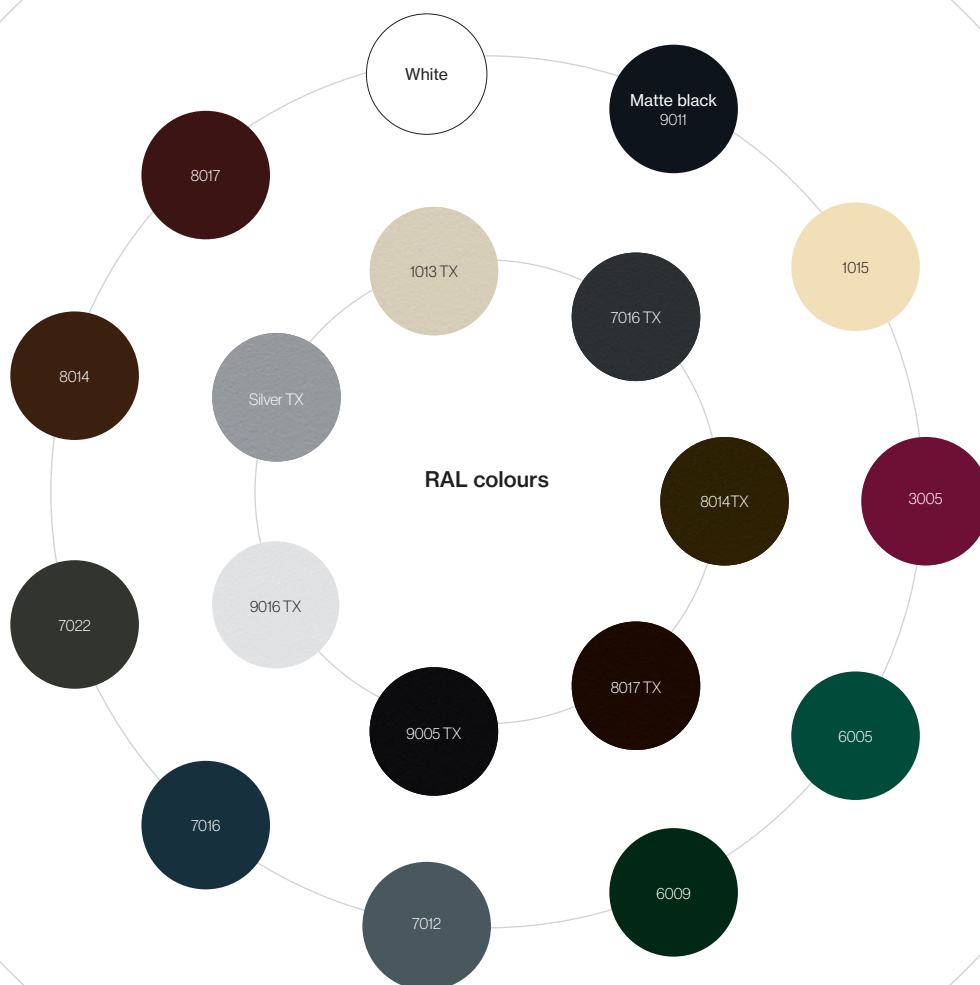 White
Matte black
9011
8017
1015
1013 TX
7016 TX
8014
Silver TX
RAL colours
8014TX
3005
9016 TX
7022
8017 TX
9005 TX
6005
7016
6009
7012